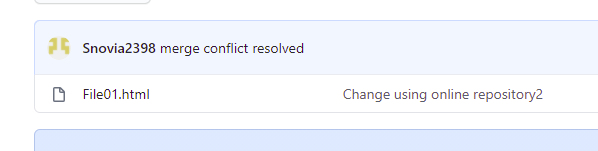 Snovia2398 merge conflict resolved
File01.html Change using online repository2